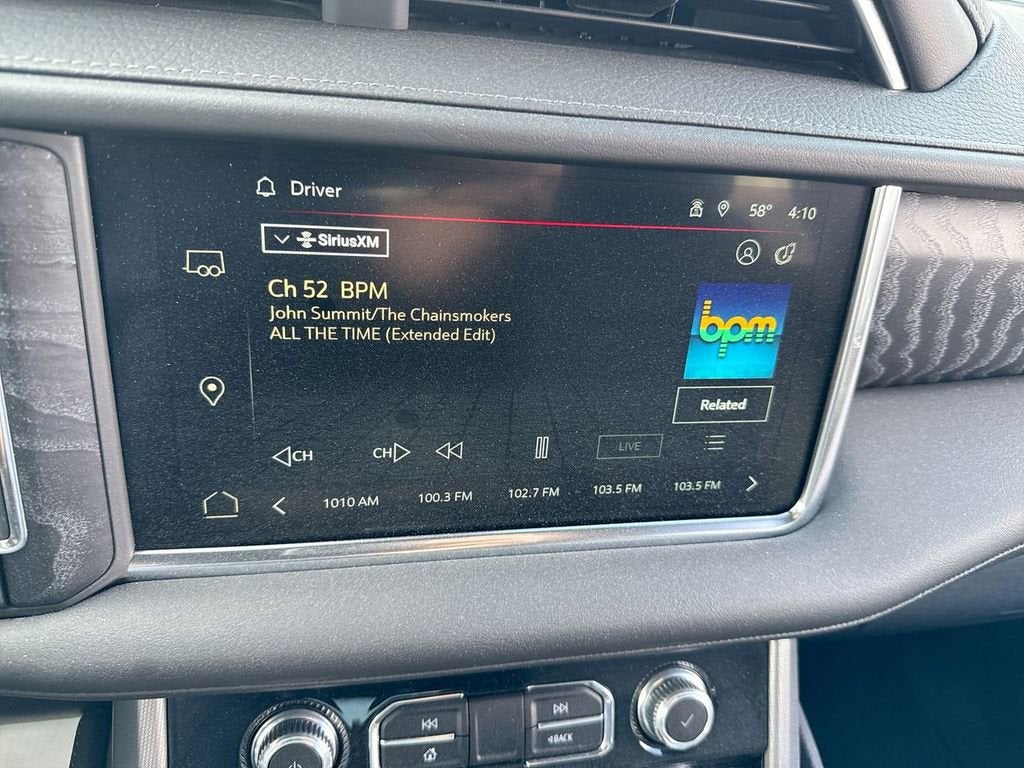 Driver
58° 4:10
SiriusXM
Ch 52 BPM
John Summit/The Chainsmokers
ALL THE TIME (Extended Edit)
bpm
Related
CH
CH
LIVE
1010 AM
100.3 FM
102.7 FM
103.5 FM
103.5 FM
BACK